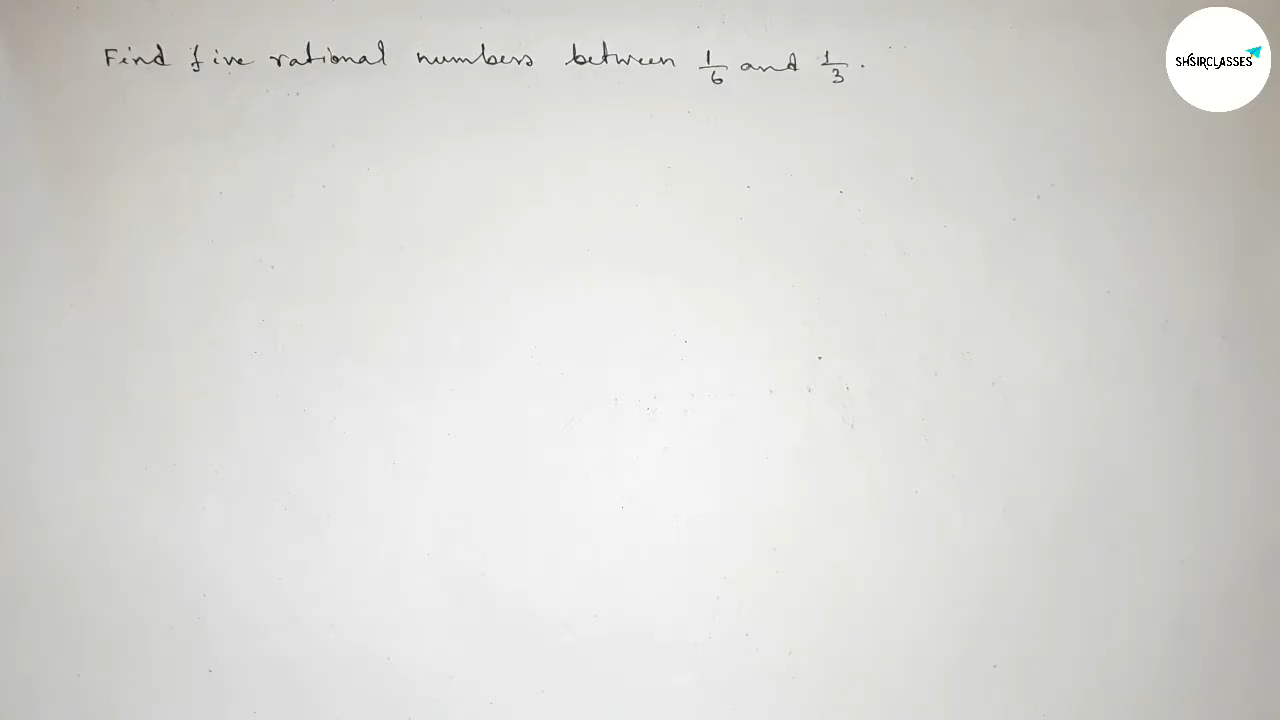 Find five rational numbers between 1/6 and 1/3.
SHSIRCLASSES